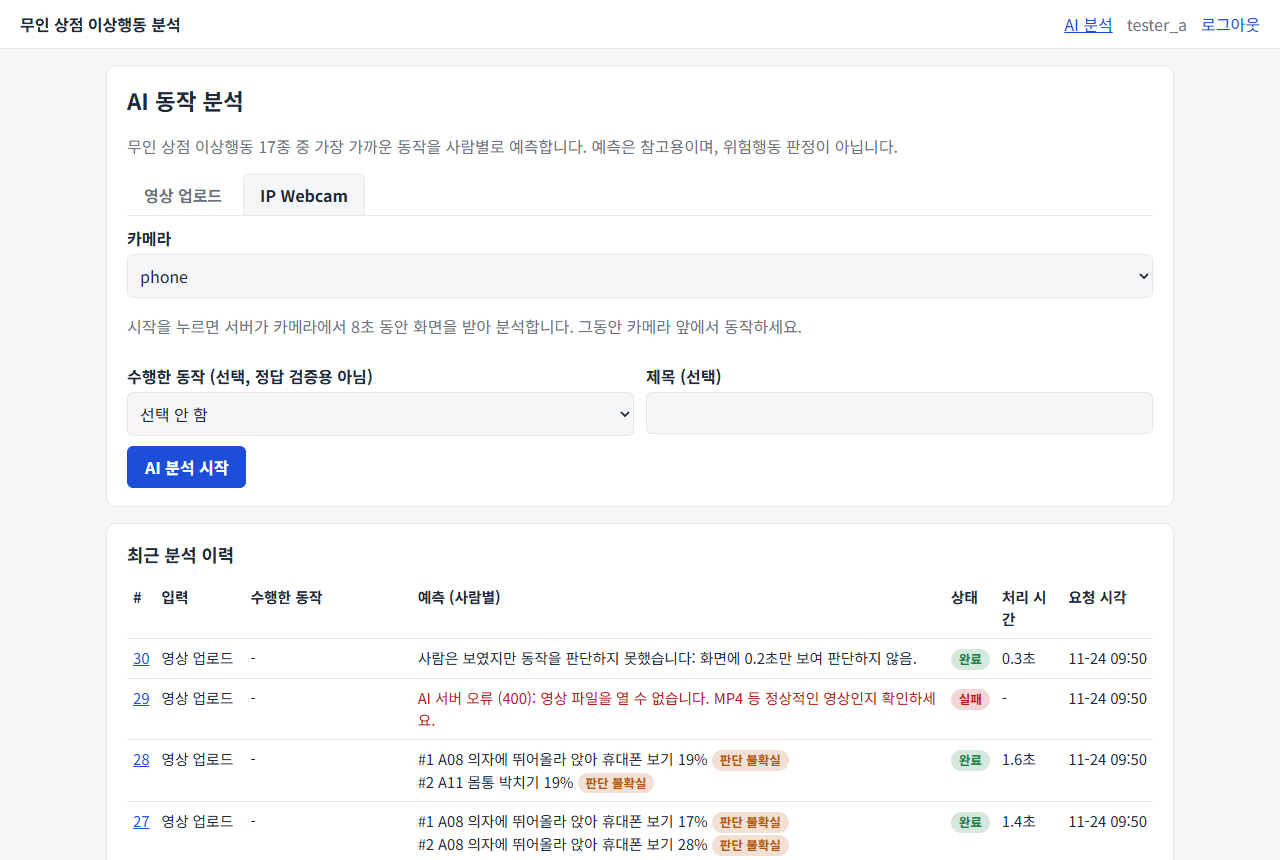 무인 상점 이상행동 분석
AI 분석 tester_a 로그아웃
AI 동작 분석
무인 상점 이상행동 17종 중 가장 가까운 동작을 사람별로 예측합니다. 예측은 참고용이며, 위험행동 판정이 아닙니다.
영상 업로드 IP Webcam
카메라
phone
시작을 누르면 서버가 카메라에서 8초 동안 화면을 받아 분석합니다. 그동안 카메라 앞에서 동작하세요.
수행한 동작 (선택, 정답 검증용 아님) 제목 (선택)
선택 안 함
AI 분석 시작
최근 분석 이력
# 입력 수행한 동작 예측 (사람별) 상태 처리 시
간 요청 시각
30 영상 업로드 - 사람은 보였지만 동작을 판단하지 못했습니다: 화면에 0.2초만 보여 판단하지 않음. 완료 0.3초 11-24 09:50
29 영상 업로드 - AI 서버 오류 (400): 영상 파일을 열 수 없습니다. MP4 등 정상적인 영상인지 확인하세
요. 실패 - 11-24 09:50
28 영상 업로드 - #1 A08 의자에 뛰어올라 앉아 휴대폰 보기 19% 판단 불확실 완료 1.6초 11-24 09:50
#2 A11 몸통 박치기 19% 판단 불확실
27 영상 업로드 - #1 A08 의자에 뛰어올라 앉아 휴대폰 보기 17% 판단 불확실 완료 1.4초 11-24 09:50
#2 A08 의자에 뛰어올라 앉아 휴대폰 보기 28% 판단 불확실